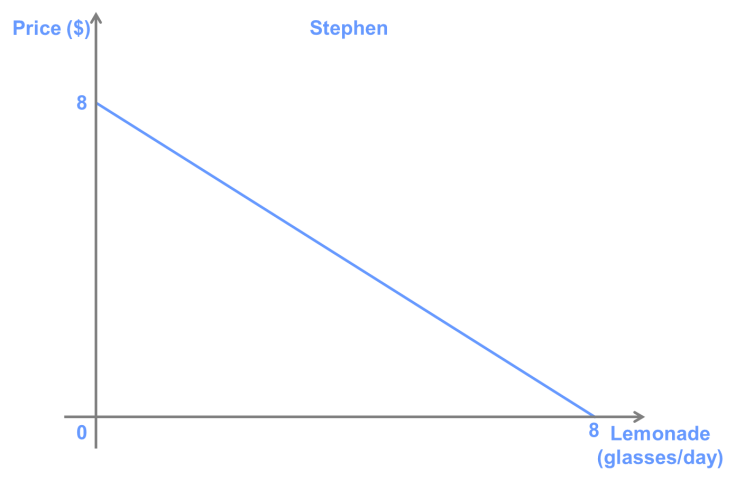 Price ($)
Stephen
8
0
8
Lemonade
(glasses/day)